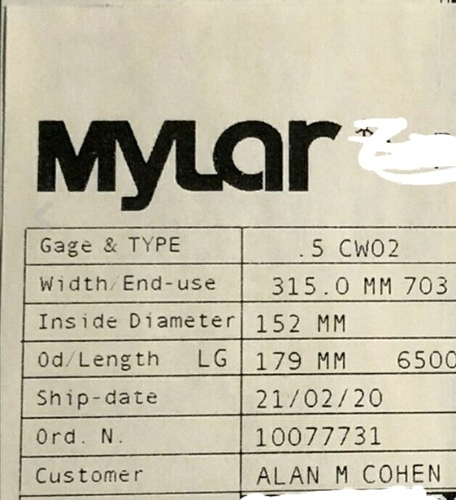 Mylar
Gage & TYPE .5 CW02
Width/End-use 315.0 MM 703
Inside Diameter 152 MM
Od/Length LG 179 MM 6500
Ship-date 21/02/20
Ord. N. 10077731
Customer ALAN M COHEN